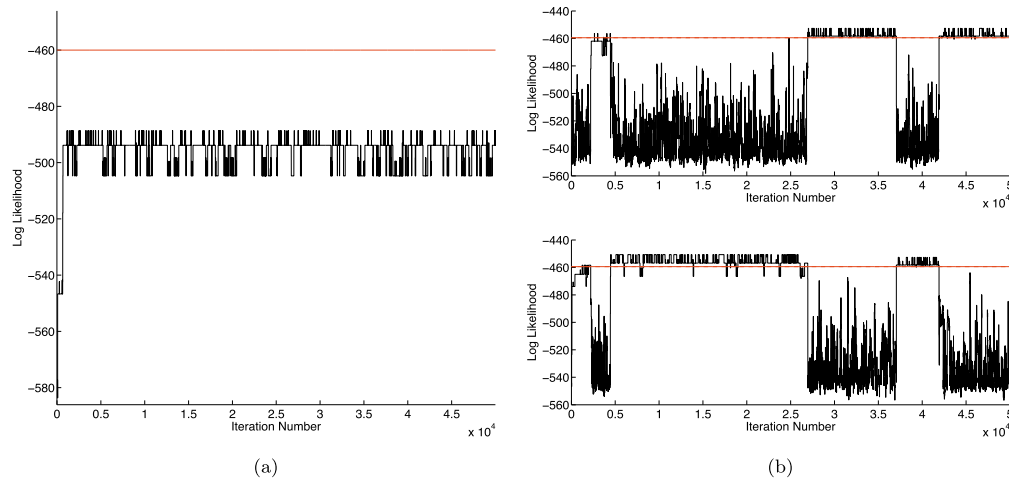 −460
−480
−500
−520
−540
−560
−580
Log Likelihood
0 0.5 1 1.5 2 2.5 3 3.5 4 4.5
Iteration Number
x 10^4
(a)
−440
−460
−480
−500
−520
−540
−560
Log Likelihood
0 0.5 1 1.5 2 2.5 3 3.5 4 4.5 5
Iteration Number
x 10^4
−440
−460
−480
−500
−520
−540
−560
Log Likelihood
0 0.5 1 1.5 2 2.5 3 3.5 4 4.5 5
Iteration Number
x 10^4
(b)